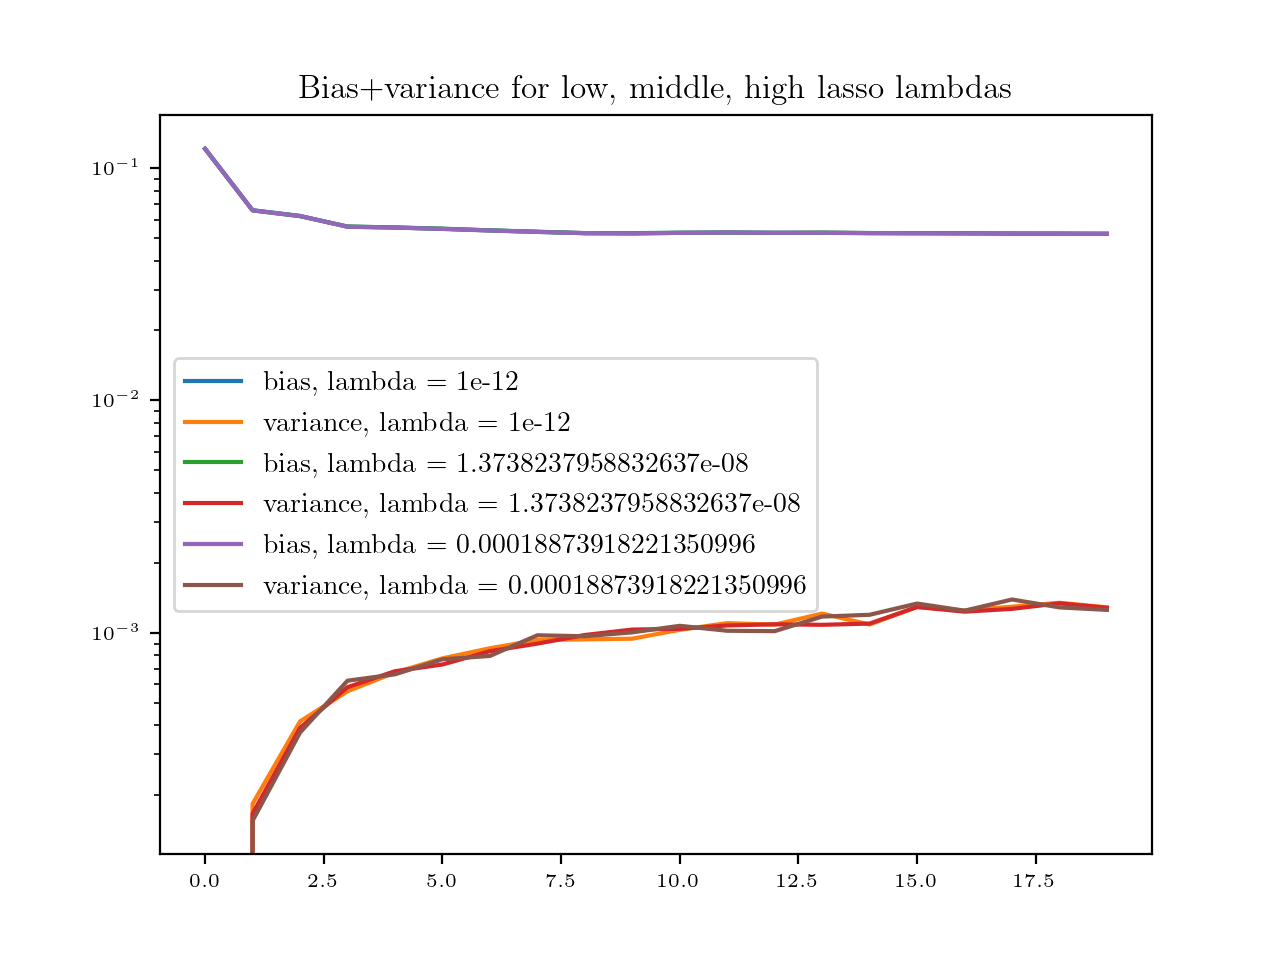 Bias+variance for low, middle, high lasso lambdas
10⁻¹
10⁻²
10⁻³
bias, lambda = 1e-12
variance, lambda = 1e-12
bias, lambda = 1.3738237958832637e-08
variance, lambda = 1.3738237958832637e-08
bias, lambda = 0.00018873918221350996
variance, lambda = 0.00018873918221350996
0.0 2.5 5.0 7.5 10.0 12.5 15.0 17.5